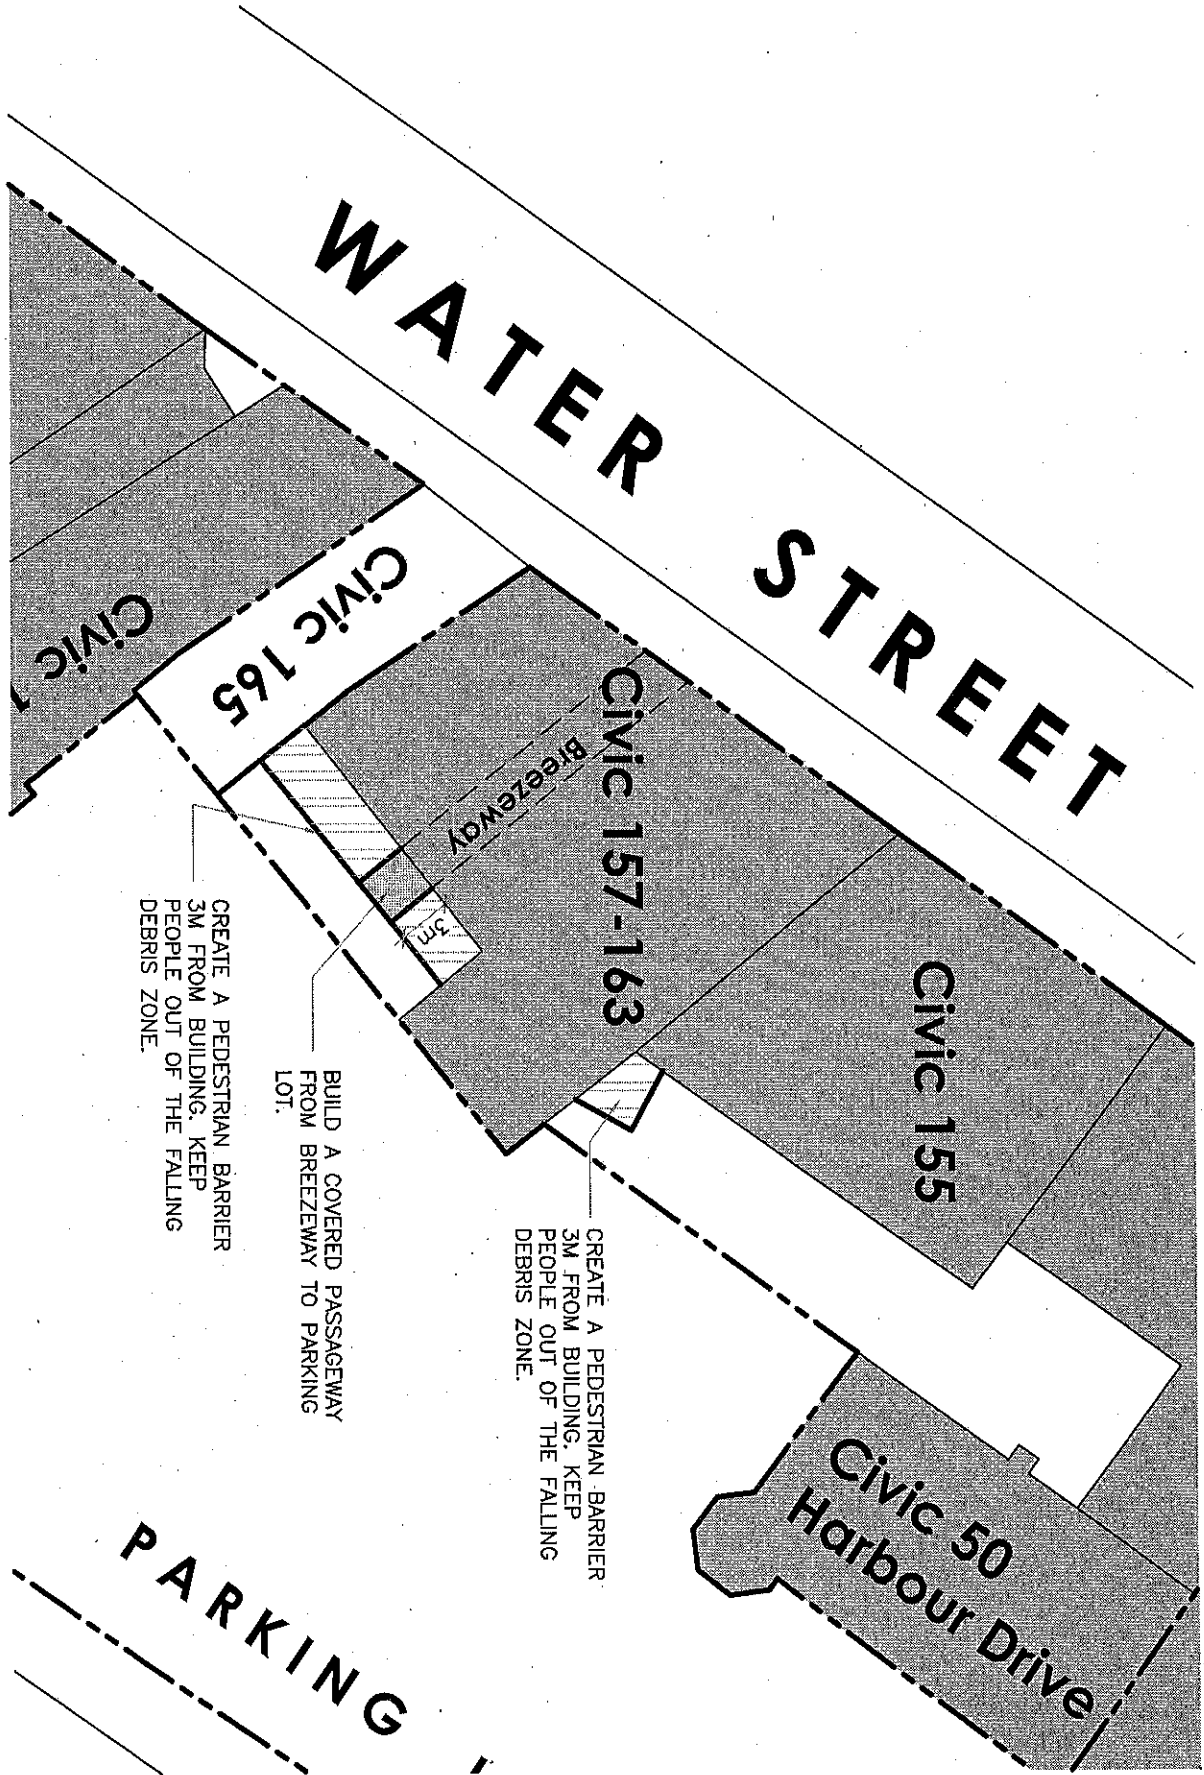 WATER STREET
Civic 165
Civic
Civic 157-163
Breezeway
3m
Civic 155
Civic 50
Harbour Drive
CREATE A PEDESTRIAN BARRIER
3M FROM BUILDING. KEEP
PEOPLE OUT OF THE FALLING
DEBRIS ZONE.
BUILD A COVERED PASSAGEWAY
FROM BREEZEWAY TO PARKING
LOT.
CREATE A PEDESTRIAN BARRIER
3M FROM BUILDING. KEEP
PEOPLE OUT OF THE FALLING
DEBRIS ZONE.
PARKING